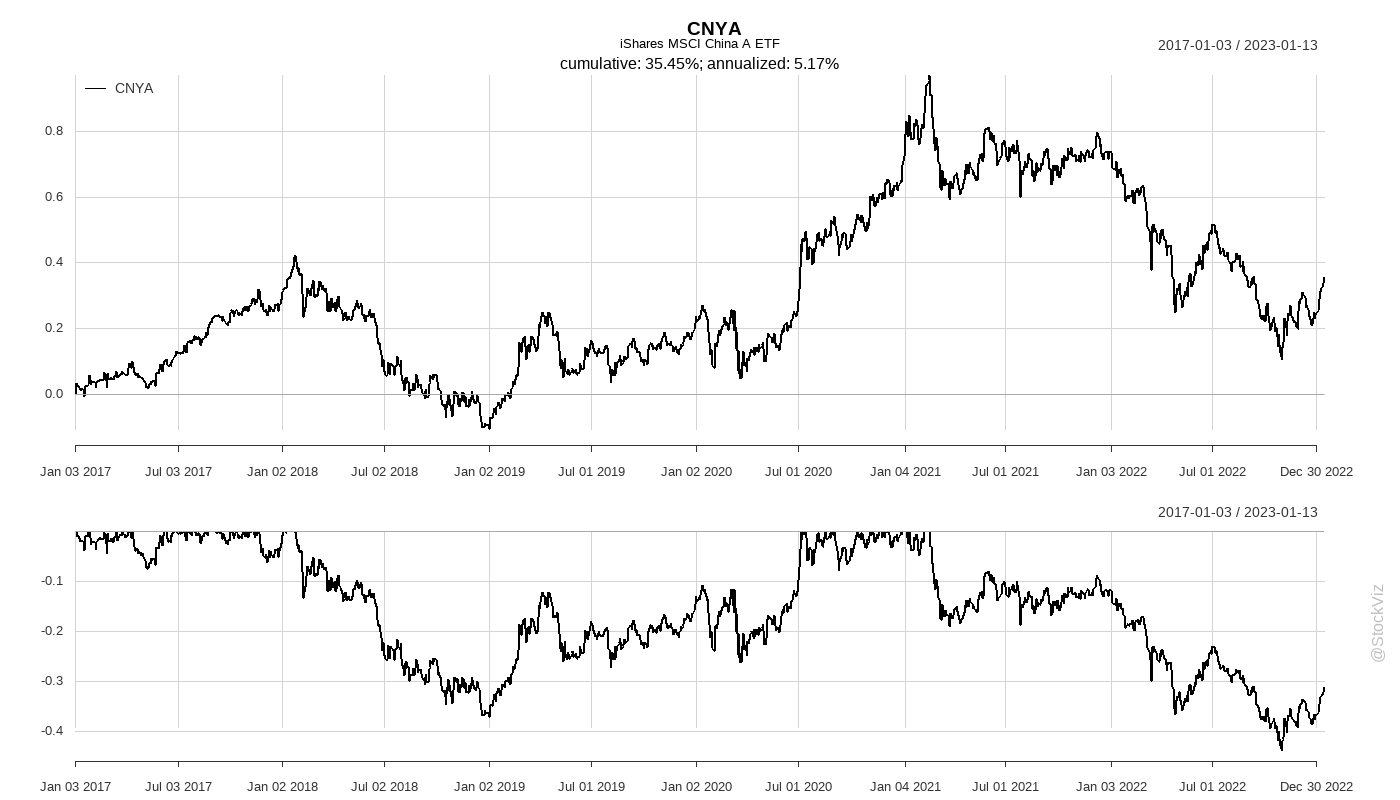 CNYA
iShares MSCI China A ETF
cumulative: 35.45%; annualized: 5.17%
2017-01-03 / 2023-01-13
CNYA
0.8
0.6
0.4
0.2
0.0
Jan 03 2017 Jul 03 2017 Jan 02 2018 Jul 02 2018 Jan 02 2019 Jul 01 2019 Jan 02 2020 Jul 01 2020 Jan 04 2021 Jul 01 2021 Jan 03 2022 Jul 01 2022 Dec 30 2022
2017-01-03 / 2023-01-13
-0.1
-0.2
-0.3
-0.4
Jan 03 2017 Jul 03 2017 Jan 02 2018 Jul 02 2018 Jan 02 2019 Jul 01 2019 Jan 02 2020 Jul 01 2020 Jan 04 2021 Jul 01 2021 Jan 03 2022 Jul 01 2022 Dec 30 2022
@StockViz